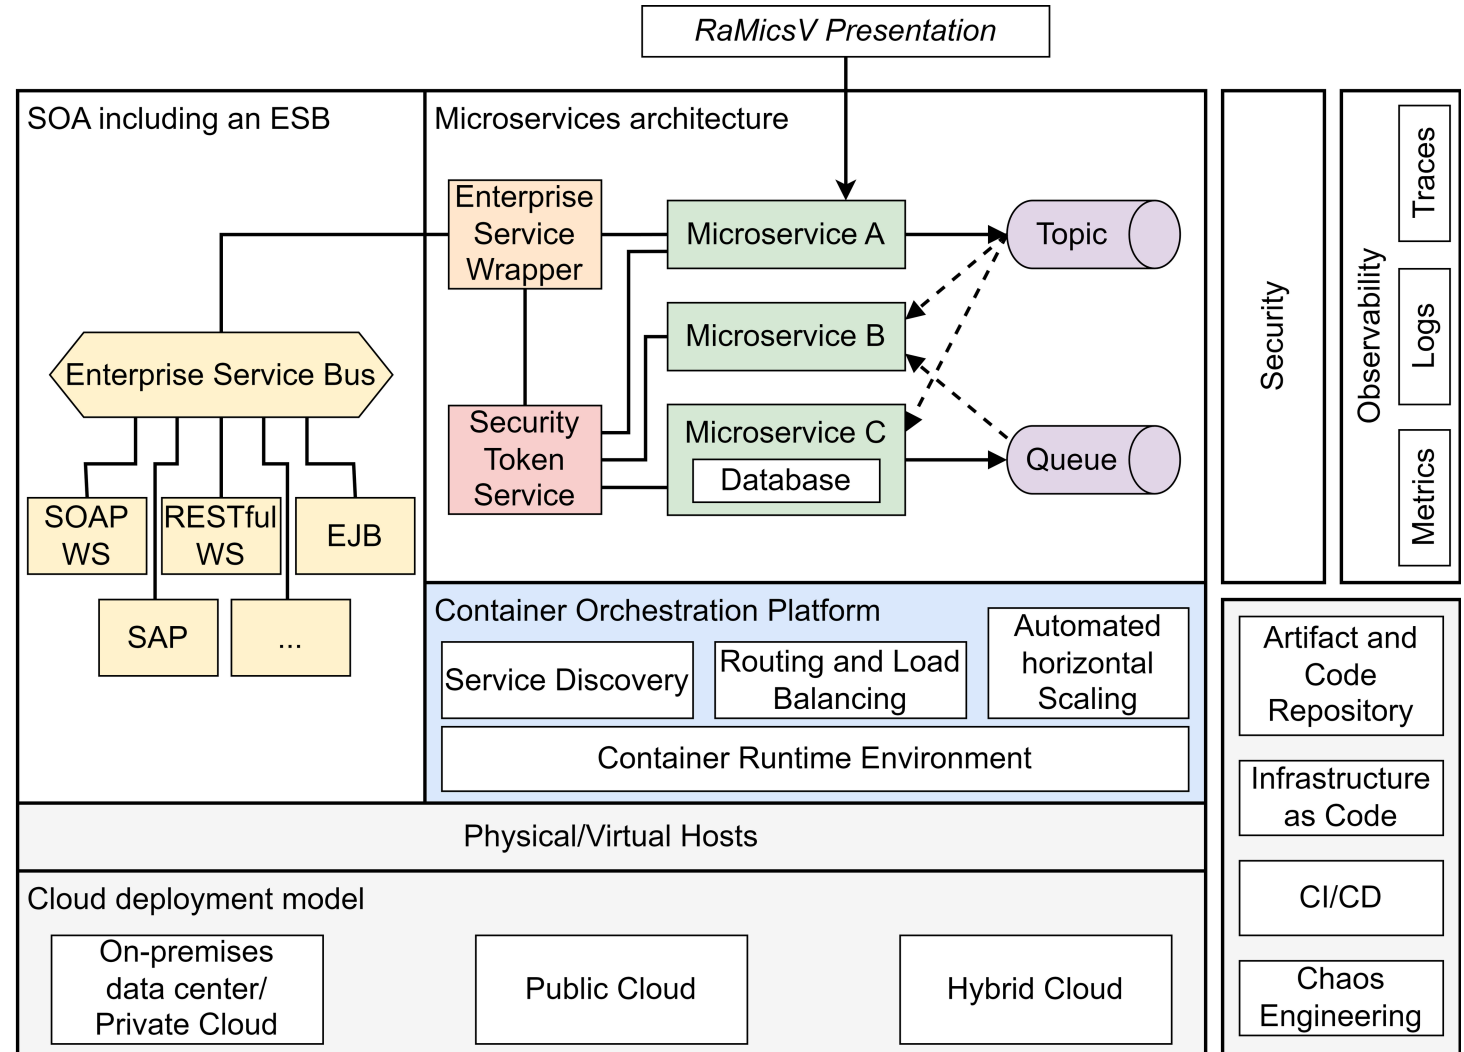 RaMicsV Presentation
SOA including an ESB
Enterprise Service Bus
SOAP
WS
RESTful
WS
EJB
SAP
...
Microservices architecture
Enterprise
Service
Wrapper
Microservice A
Topic
Microservice B
Security
Token
Service
Microservice C
Database
Queue
Container Orchestration Platform
Service Discovery
Routing and Load
Balancing
Automated
horizontal
Scaling
Container Runtime Environment
Physical/Virtual Hosts
Cloud deployment model
On-premises
data center/
Private Cloud
Public Cloud
Hybrid Cloud
Security
Observability
Traces
Logs
Metrics
Artifact and
Code
Repository
Infrastructure
as Code
CI/CD
Chaos
Engineering